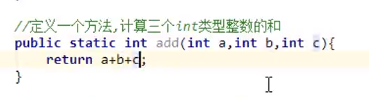 //定义一个方法,计算三个int类型整数的和
public static int add(int a,int b,int c){
    return a+b+c;
}